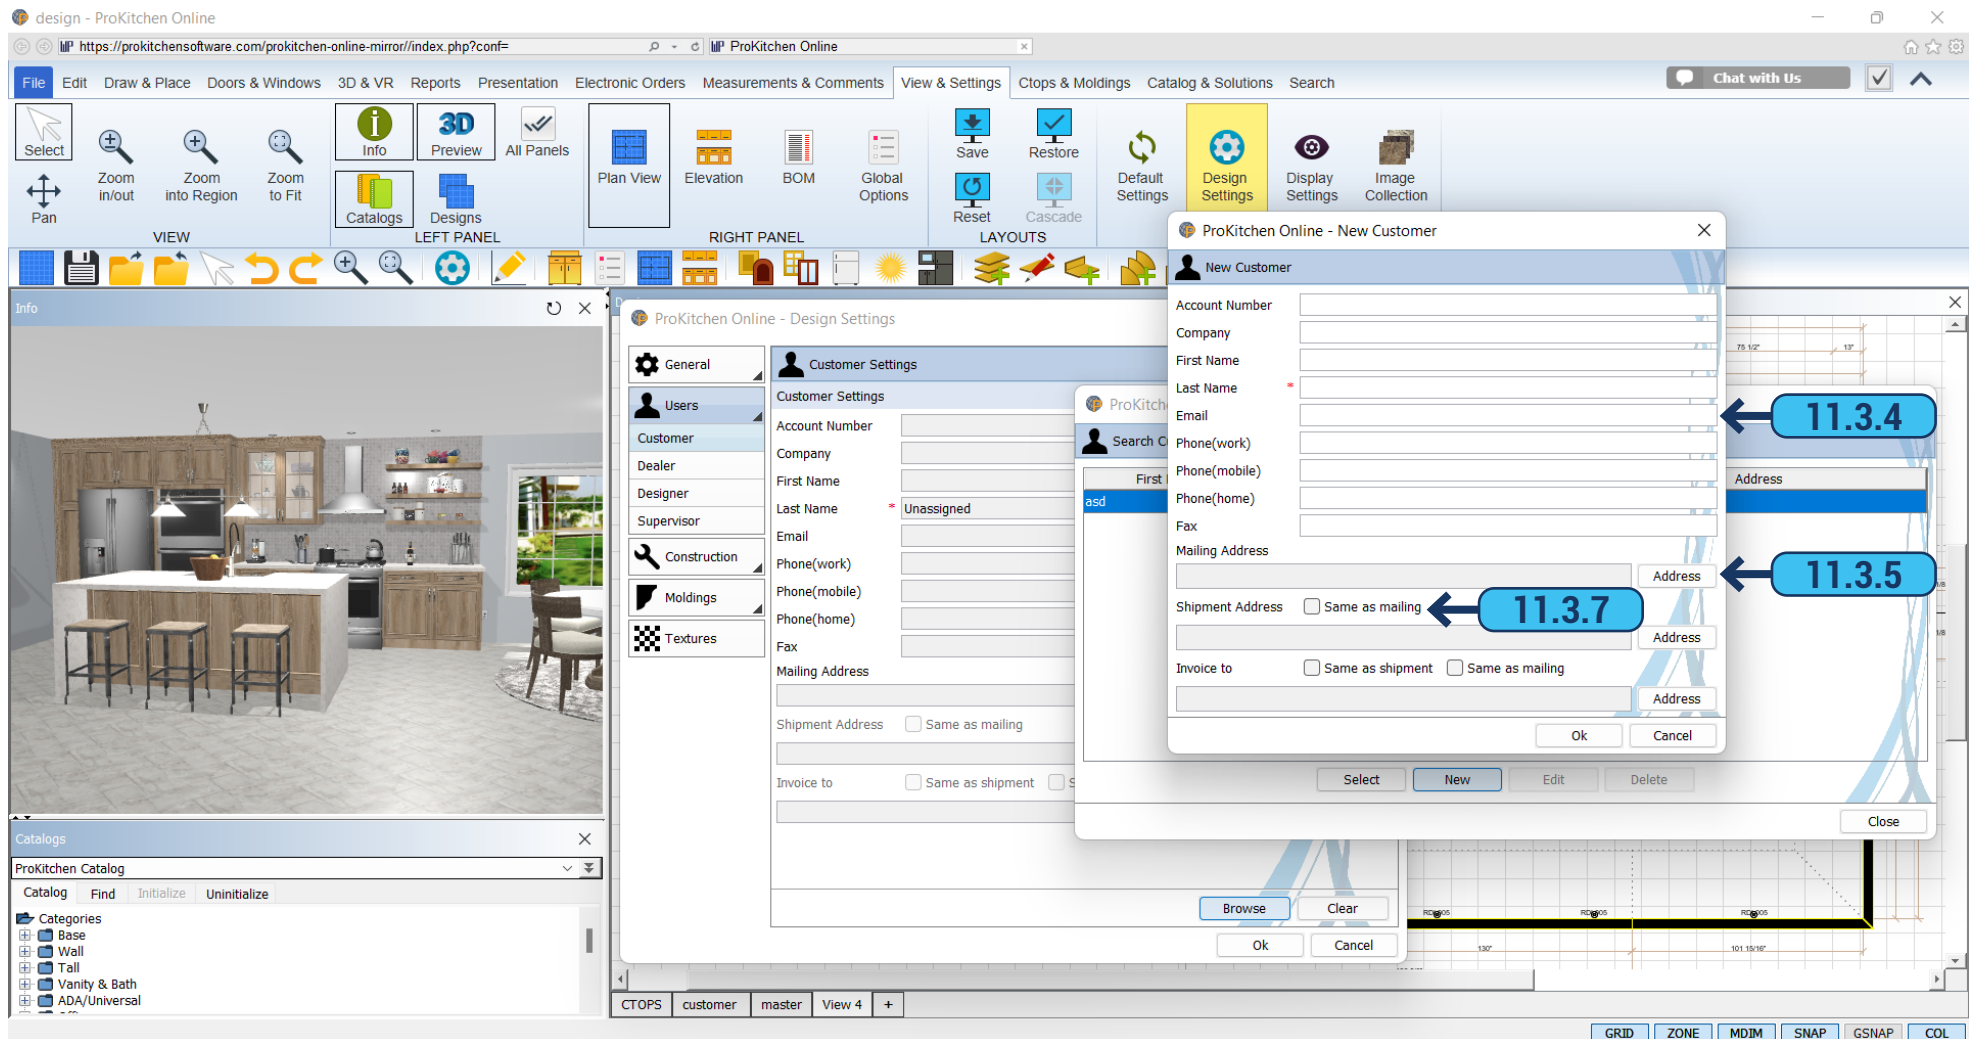 design - ProKitchen Online
https://prokitchensoftware.com/prokitchen-online-mirror//index.php?conf=
ProKitchen Online
File Edit Draw & Place Doors & Windows 3D & VR Reports Presentation Electronic Orders Measurements & Comments View & Settings Ctops & Moldings Catalog & Solutions Search
Chat with Us
Select
Pan
Zoom in/out
Zoom into Region
Zoom to Fit
VIEW
Info
3D
Preview
All Panels
Catalogs
Designs
LEFT PANEL
Plan View
Elevation
BOM
Global Options
RIGHT PANEL
Save
Restore
Reset
Cascade
LAYOUTS
Default Settings
Design Settings
Display Settings
Image Collection
Info
ProKitchen Online - Design Settings
General
Users
Customer
Dealer
Designer
Supervisor
Construction
Moldings
Textures
Customer Settings
Customer Settings
Account Number
Company
First Name
Last Name * Unassigned
Email
Phone(work)
Phone(mobile)
Phone(home)
Fax
Mailing Address
Shipment Address Same as mailing
Invoice to Same as shipment S
Browse Clear
Ok Cancel
ProKitch
Search C
First
Address
asd
Select New Edit Delete
Close
ProKitchen Online - New Customer
New Customer
Account Number
Company
First Name
Last Name *
Email
Phone(work)
Phone(mobile)
Phone(home)
Fax
Mailing Address
Address
Shipment Address Same as mailing
Address
Invoice to Same as shipment Same as mailing
Address
Ok Cancel
11.3.4
11.3.5
11.3.7
75 1/2"
13"
130"
101 15/16"
Catalogs
ProKitchen Catalog
Catalog Find Initialize Uninitialize
Categories
Base
Wall
Tall
Vanity & Bath
ADA/Universal
CTOPS customer master View 4 +
GRID ZONE MDIM SNAP GSNAP COL